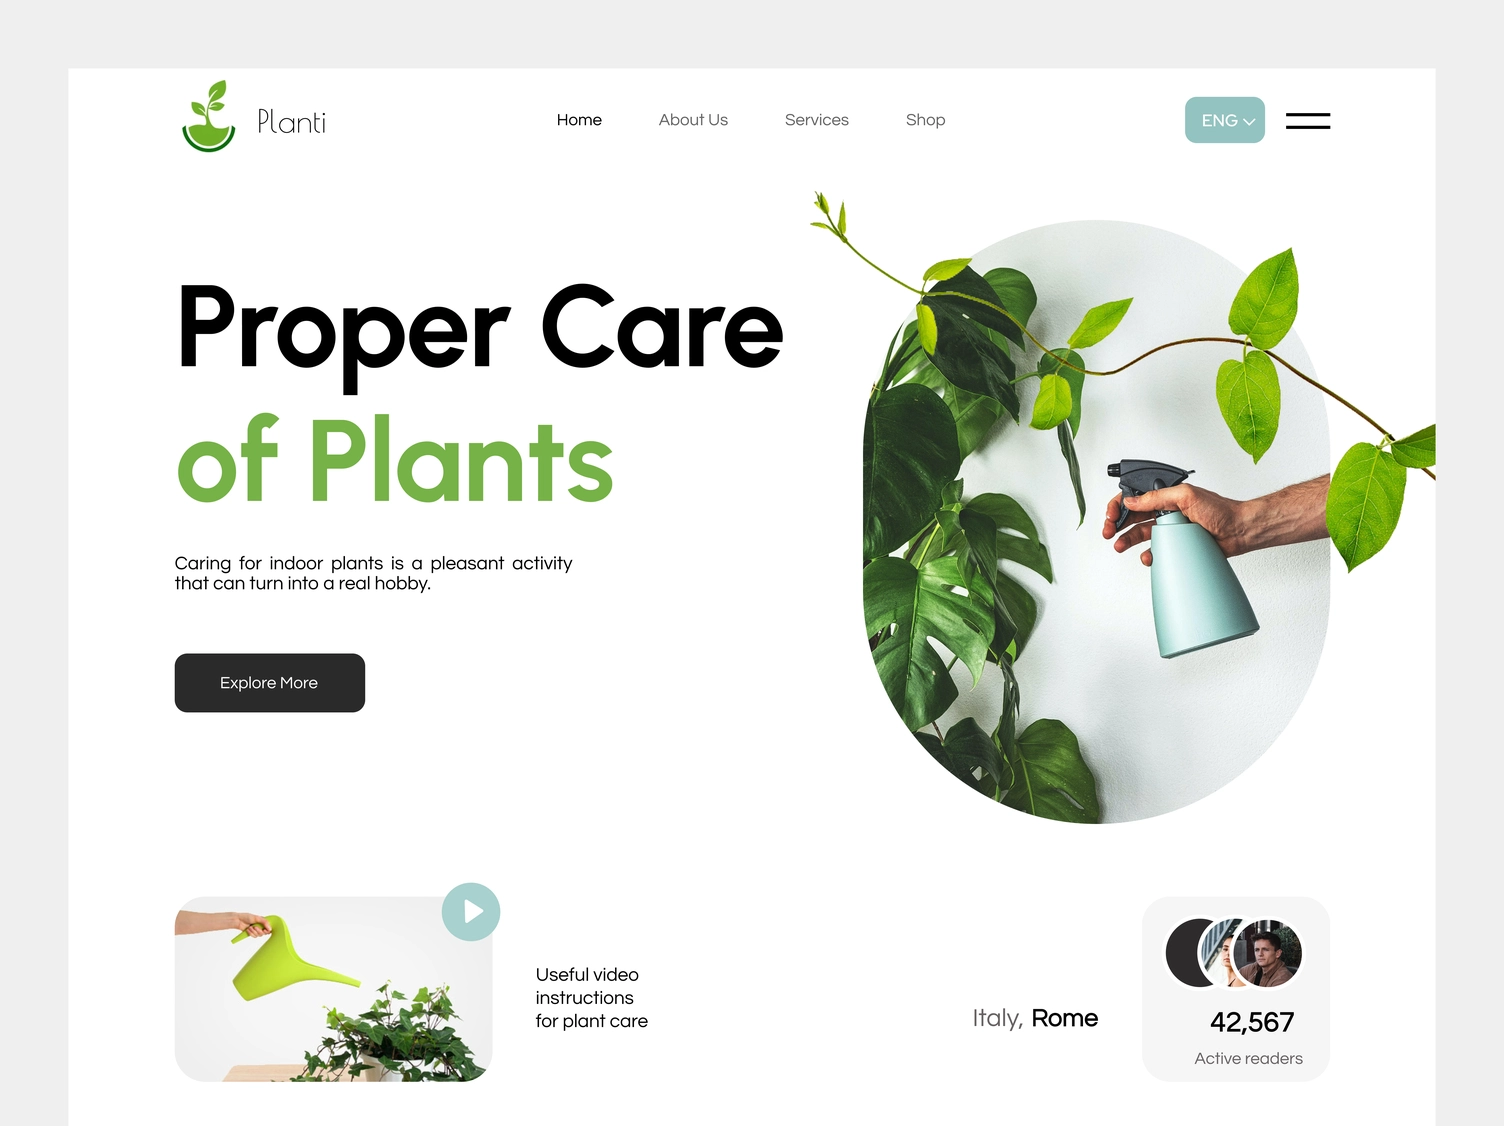 Planti
Home
About Us
Services
Shop
ENG
Proper Care
of Plants
Caring for indoor plants is a pleasant activity
that can turn into a real hobby.
Explore More
Useful video
instructions
for plant care
Italy, Rome
42,567
Active readers